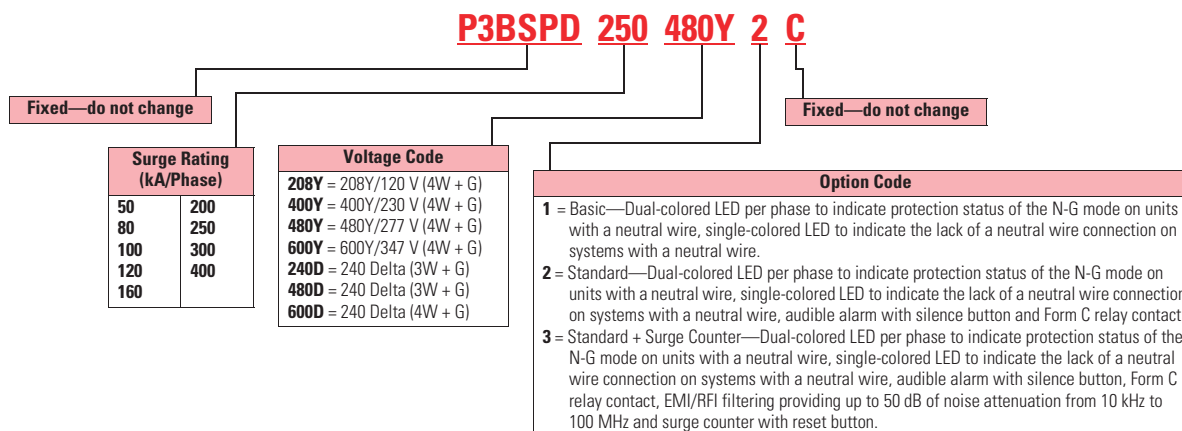 P3BSPD 250 480Y 2 C
Fixed—do not change
Fixed—do not change
Surge Rating
(kA/Phase)
50 200
80 250
100 300
120 400
160
Voltage Code
208Y = 208Y/120 V (4W + G)
400Y = 400Y/230 V (4W + G)
480Y = 480Y/277 V (4W + G)
600Y = 600Y/347 V (4W + G)
240D = 240 Delta (3W + G)
480D = 240 Delta (3W + G)
600D = 240 Delta (4W + G)
Option Code
1 = Basic—Dual-colored LED per phase to indicate protection status of the N-G mode on units
with a neutral wire, single-colored LED to indicate the lack of a neutral wire connection on
systems with a neutral wire.
2 = Standard—Dual-colored LED per phase to indicate protection status of the N-G mode on
units with a neutral wire, single-colored LED to indicate the lack of a neutral wire connection
on systems with a neutral wire, audible alarm with silence button and Form C relay contact
3 = Standard + Surge Counter—Dual-colored LED per phase to indicate protection status of the
N-G mode on units with a neutral wire, single-colored LED to indicate the lack of a neutral
wire connection on systems with a neutral wire, audible alarm with silence button, Form C
relay contact, EMI/RFI filtering providing up to 50 dB of noise attenuation from 10 kHz to
100 MHz and surge counter with reset button.